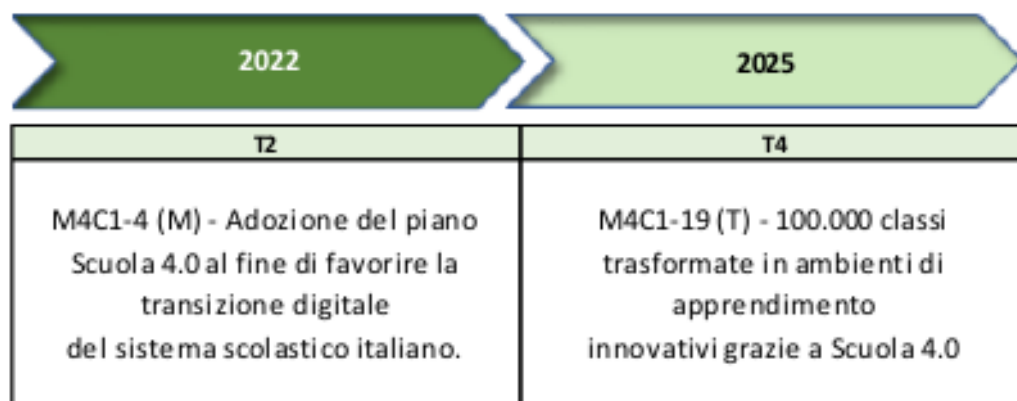 2022
2025
T2
T4
M4C1-4 (M) - Adozione del piano
Scuola 4.0 al fine di favorire la
transizione digitale
del sistema scolastico italiano.
M4C1-19 (T) - 100.000 classi
trasformate in ambienti di
apprendimento
innovativi grazie a Scuola 4.0